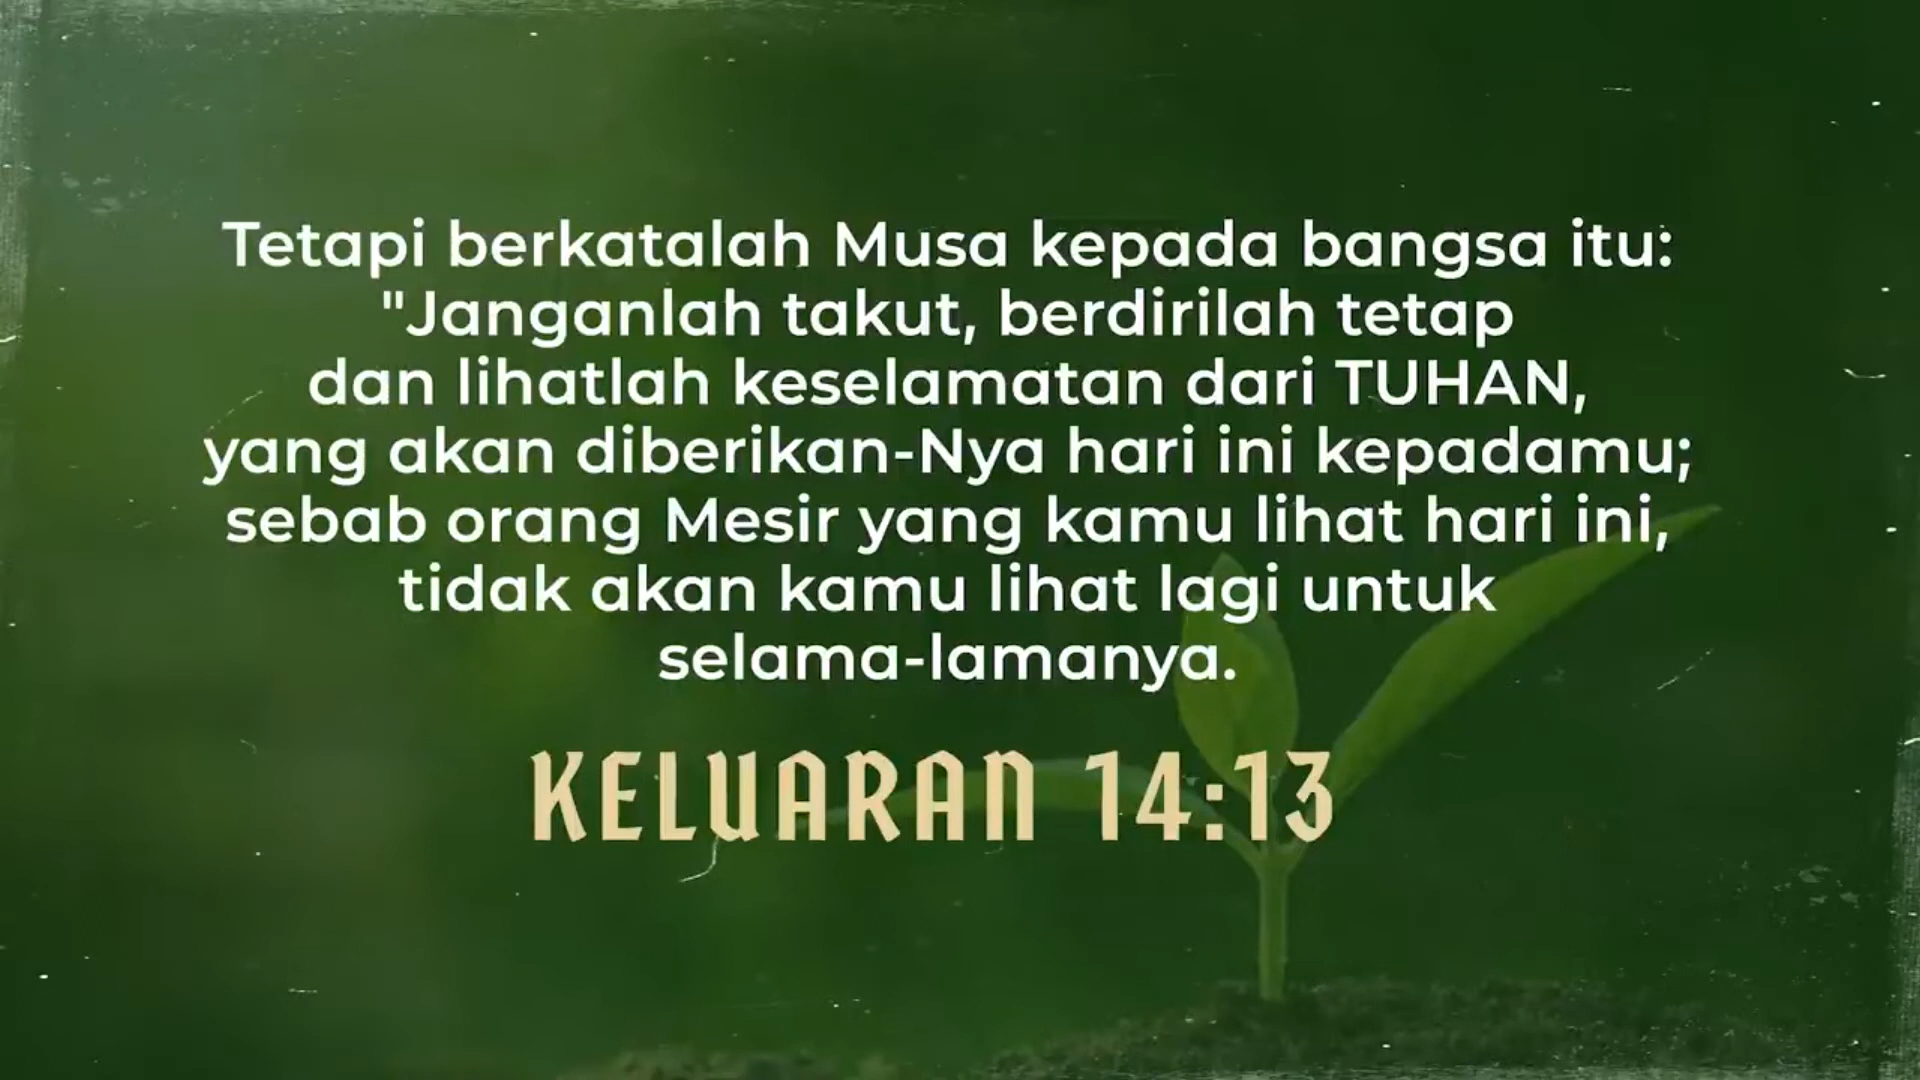 Tetapi berkatalah Musa kepada bangsa itu:
"Janganlah takut, berdirilah tetap
dan lihatlah keselamatan dari TUHAN,
yang akan diberikan-Nya hari ini kepadamu;
sebab orang Mesir yang kamu lihat hari ini,
tidak akan kamu lihat lagi untuk
selama-lamanya.
KELUARAN 14:13